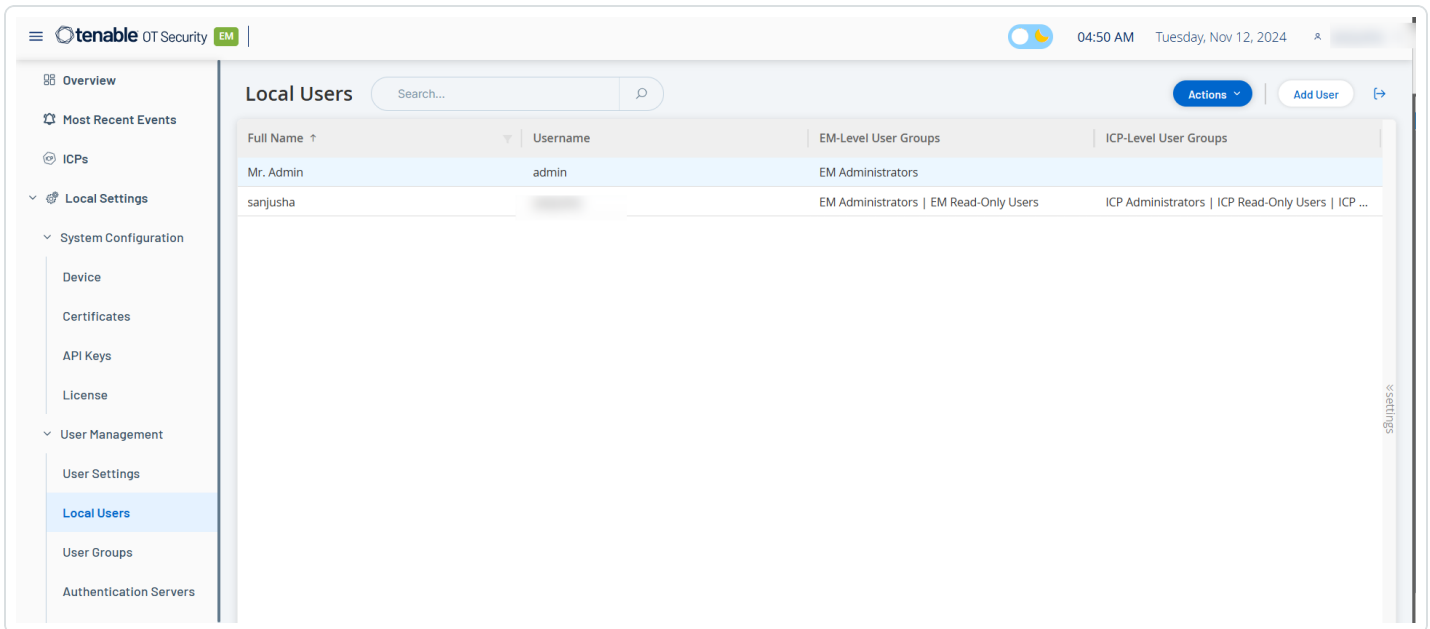 tenable OT Security EM
04:50 AM Tuesday, Nov 12, 2024
Overview
Most Recent Events
ICPs
Local Settings
System Configuration
Device
Certificates
API Keys
License
User Management
User Settings
Local Users
User Groups
Authentication Servers
Local Users Search... Actions Add User
Full Name ↑ Username EM-Level User Groups ICP-Level User Groups
Mr. Admin admin EM Administrators
sanjusha EM Administrators | EM Read-Only Users ICP Administrators | ICP Read-Only Users | ICP ...
«settings